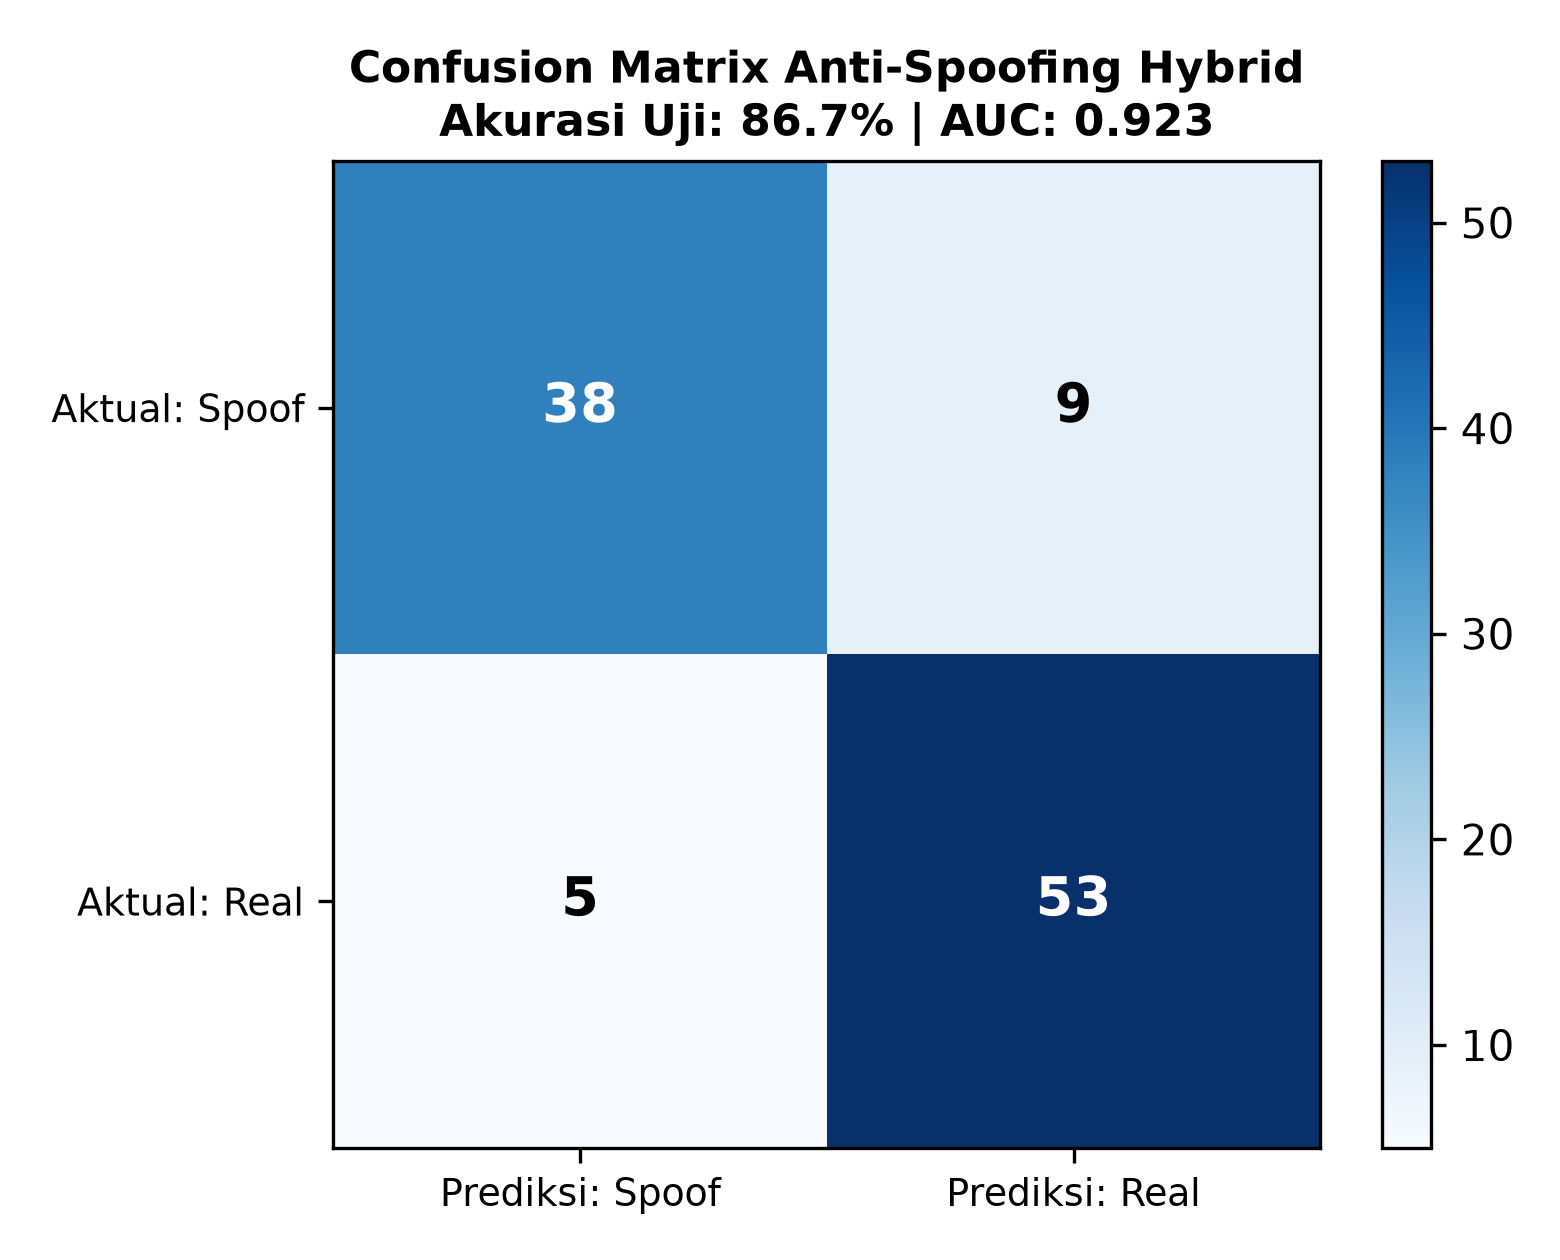 Confusion Matrix Anti-Spoofing Hybrid
Akurasi Uji: 86.7% | AUC: 0.923
50
Aktual: Spoof
38
9
40
30
20
Aktual: Real
5
53
10
Prediksi: Spoof
Prediksi: Real